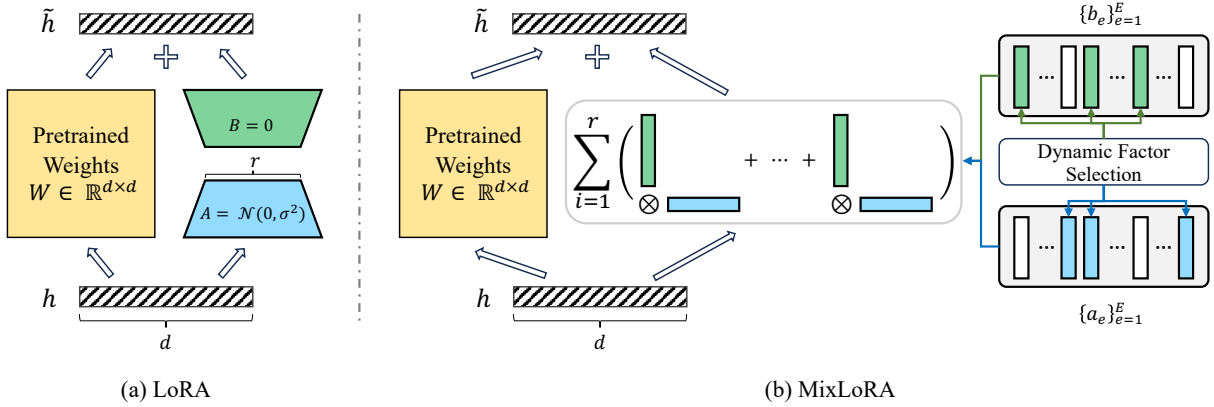 h̃
+
Pretrained
Weights
W ∈ ℝ^{d×d}
B = 0
r
A = 𝒩(0, σ²)
h
d
(a) LoRA
h̃
+
Pretrained
Weights
W ∈ ℝ^{d×d}
∑_{i=1}^{r} ( ⊗ + ⋯ + ⊗ )
h
d
{b_e}_{e=1}^{E}
... ... ...
Dynamic Factor
Selection
... ... ...
{a_e}_{e=1}^{E}
(b) MixLoRA